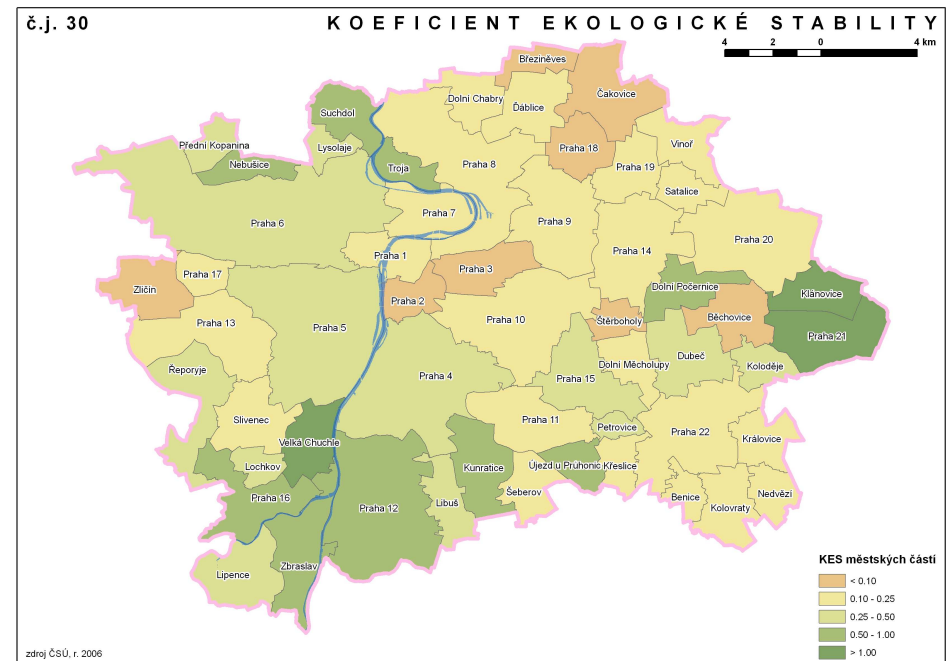 č.j. 30
KOEFICIENT EKOLOGICKÉ STABILITY
4 2 0 4 km
Březiněves
Čakovice
Dolní Chabry
Ďáblice
Suchdol
Přední Kopanina
Lysolaje
Praha 18
Vinoř
Nebušice
Troja
Praha 8
Praha 19
Satalice
Praha 7
Praha 6
Praha 9
Praha 20
Praha 1
Praha 14
Praha 3
Praha 17
Zličín
Dolní Počernice
Klánovice
Praha 2
Praha 13
Praha 5
Praha 10
Štěrboholy
Běchovice
Praha 21
Řeporyje
Dubeč
Dolní Měcholupy
Koloděje
Praha 4
Praha 15
Slivenec
Praha 11
Petrovice
Praha 22
Královice
Velká Chuchle
Lochkov
Kunratice
Újezd u Průhonic
Křeslice
Praha 16
Šeberov
Benice
Nedvězí
Praha 12
Libuš
Kolovraty
Lipence
Zbraslav
KES městských částí
< 0.10
0.10 - 0.25
0.25 - 0.50
0.50 - 1.00
> 1.00
zdroj ČSÚ, r. 2006